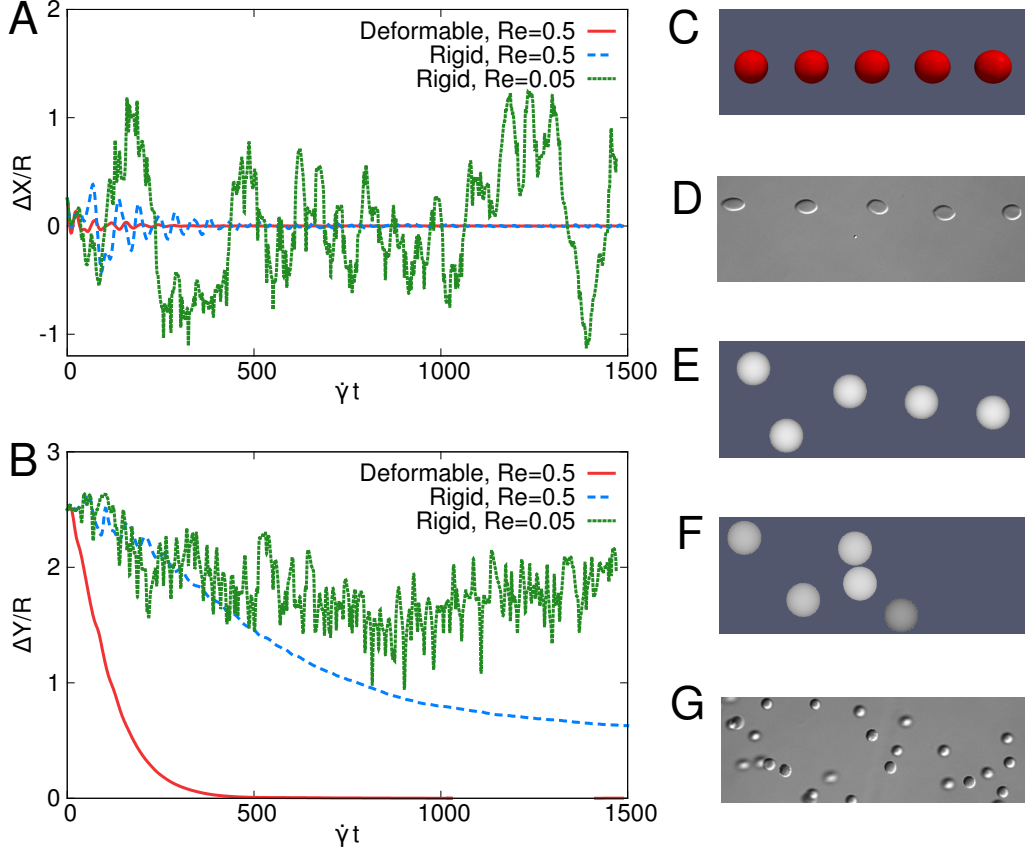 A
2
Deformable, Re=0.5
Rigid, Re=0.5
Rigid, Re=0.05
1
0
-1
ΔX/R
0 500 1000 1500
γ̇ t
B
3
Deformable, Re=0.5
Rigid, Re=0.5
Rigid, Re=0.05
2
1
0
ΔY/R
0 500 1000 1500
γ̇ t
C
D
E
F
G